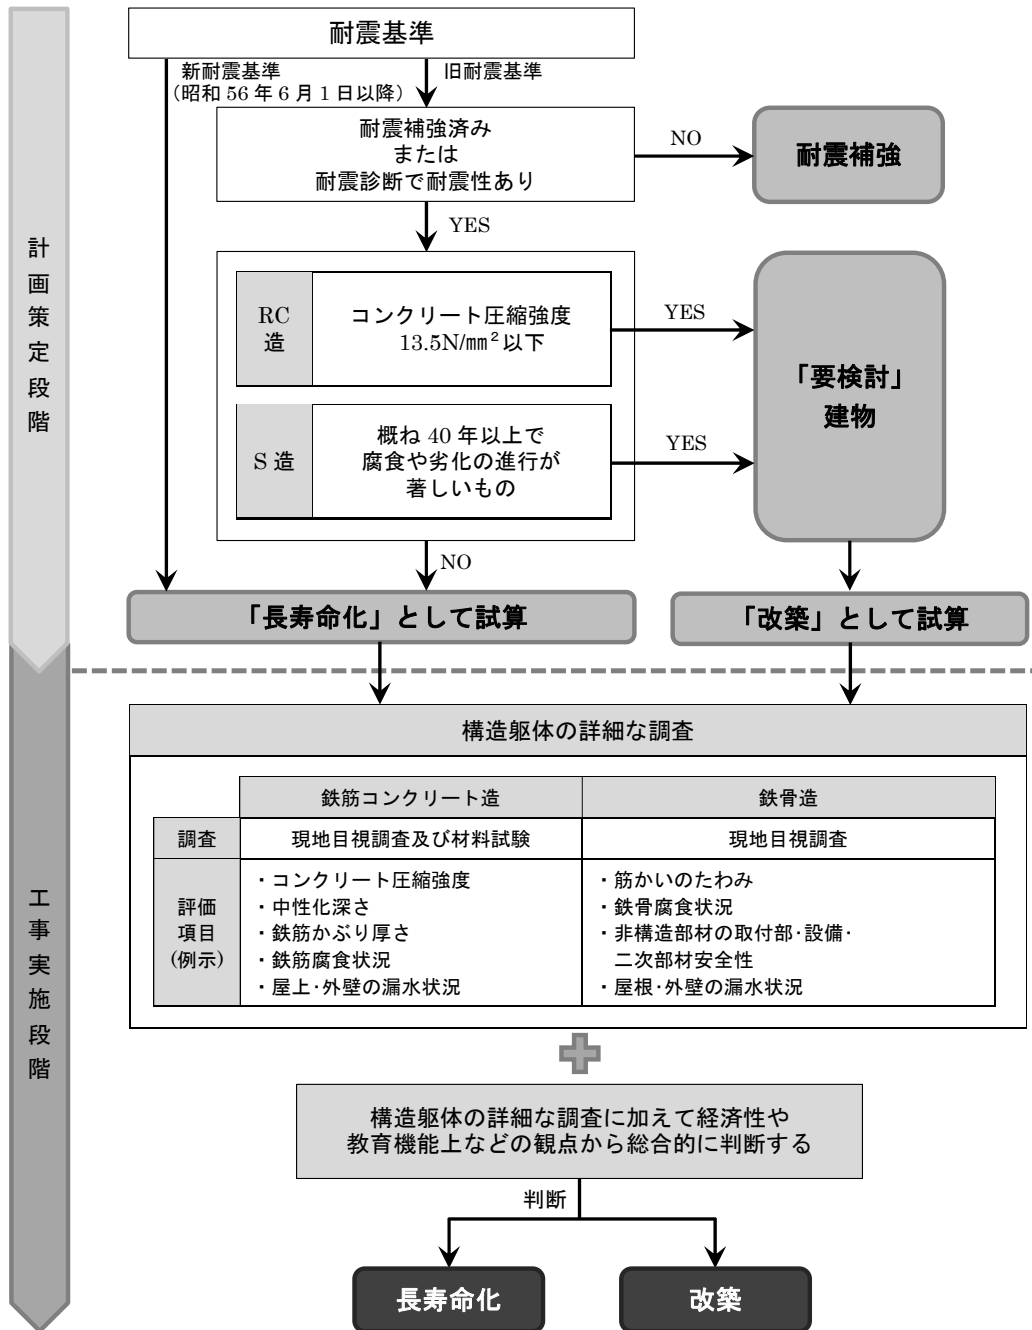 耐震基準
新耐震基準
（昭和 56 年 6 月 1 日以降）
旧耐震基準
耐震補強済み
または
耐震診断で耐震性あり
NO
耐震補強
YES
RC
造
コンクリート圧縮強度
13.5N/㎜²以下
YES
S 造
概ね 40 年以上で
腐食や劣化の進行が
著しいもの
YES
「要検討」
建物
NO
「長寿命化」として試算
「改築」として試算
計画策定段階
構造躯体の詳細な調査
鉄筋コンクリート造
鉄骨造
調査
現地目視調査及び材料試験
現地目視調査
評価
項目
(例示)
・コンクリート圧縮強度
・中性化深さ
・鉄筋かぶり厚さ
・鉄筋腐食状況
・屋上･外壁の漏水状況
・筋かいのたわみ
・鉄骨腐食状況
・非構造部材の取付部･設備･
二次部材安全性
・屋根･外壁の漏水状況
工事実施段階
構造躯体の詳細な調査に加えて経済性や
教育機能上などの観点から総合的に判断する
判断
長寿命化
改築